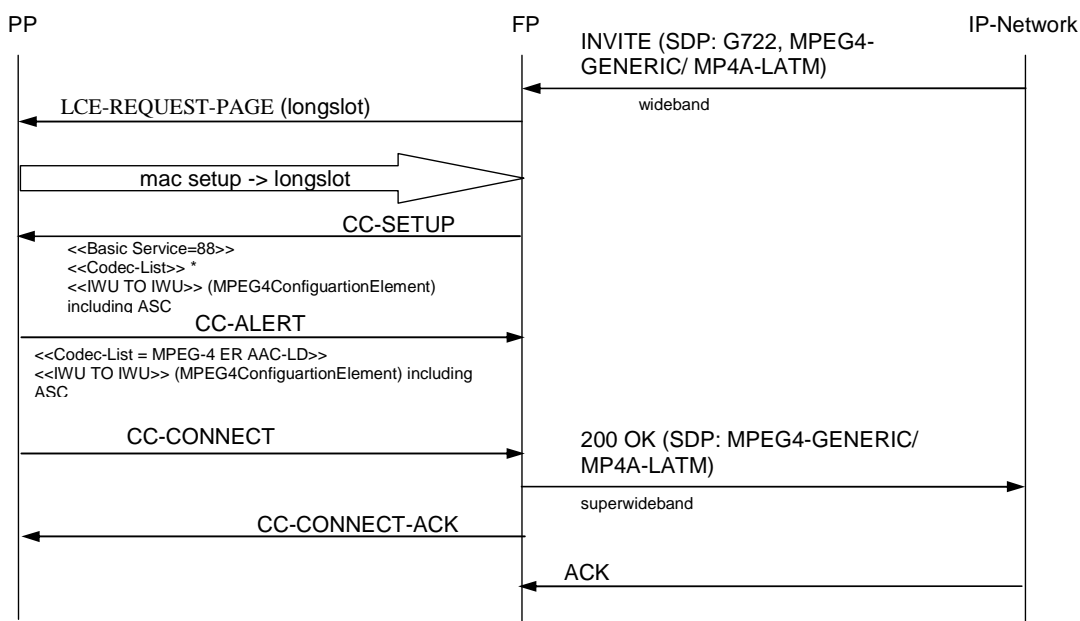 PP
FP
IP-Network
INVITE (SDP: G722, MPEG4-
GENERIC/ MP4A-LATM)
wideband
LCE-REQUEST-PAGE (longslot)
mac setup -> longslot
CC-SETUP
<<Basic Service=88>>
<<Codec-List>> *
<<IWU TO IWU>> (MPEG4ConfiguartionElement)
including ASC
CC-ALERT
<<Codec-List = MPEG-4 ER AAC-LD>>
<<IWU TO IWU>> (MPEG4ConfiguartionElement) including
ASC
CC-CONNECT
200 OK (SDP: MPEG4-GENERIC/
MP4A-LATM)
superwideband
CC-CONNECT-ACK
ACK